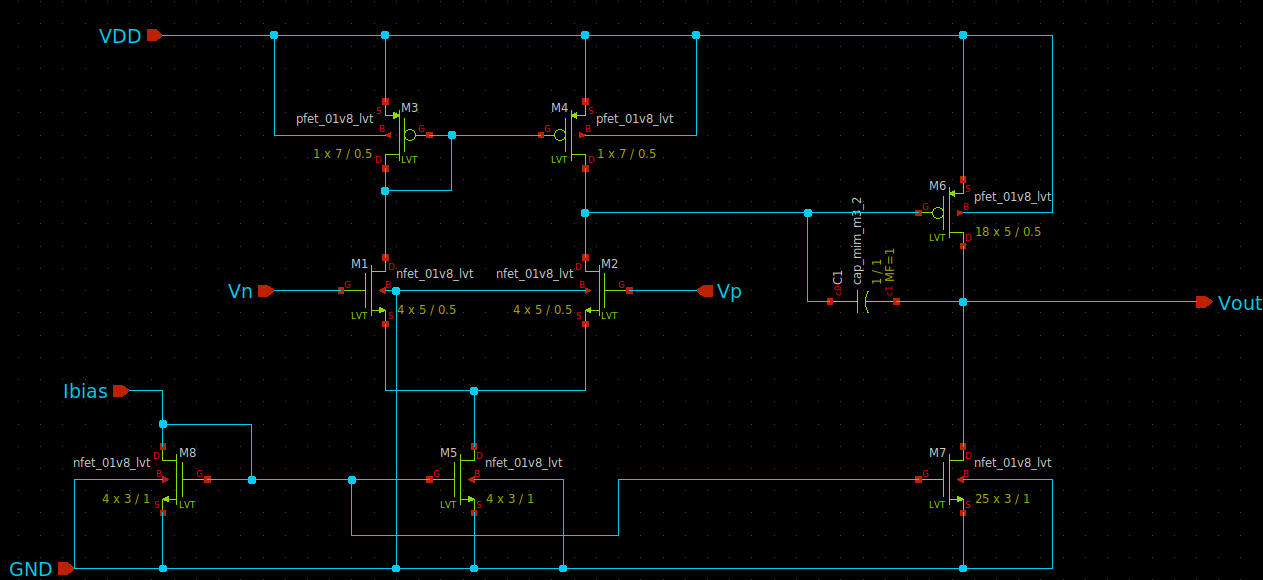 VDD
S
M3
pfet_01v8_lvt
B
G
1 x 7 / 0.5
D
LVT
M4
S
pfet_01v8_lvt
G
B
1 x 7 / 0.5
D
LVT
M6
S
pfet_01v8_lvt
G
B
18 x 5 / 0.5
LVT
D
M1
D
nfet_01v8_lvt
Vn
G
B
4 x 5 / 0.5
LVT
S
nfet_01v8_lvt
D
M2
B
G
Vp
4 x 5 / 0.5
S
LVT
C1
cap_mim_m3_2
1 / 1
MF=1
c0
c1
Vout
Ibias
nfet_01v8_lvt
D
M8
B
G
4 x 3 / 1
S
LVT
M5
D
nfet_01v8_lvt
G
B
4 x 3 / 1
LVT
S
M7
D
nfet_01v8_lvt
G
B
25 x 3 / 1
LVT
S
GND